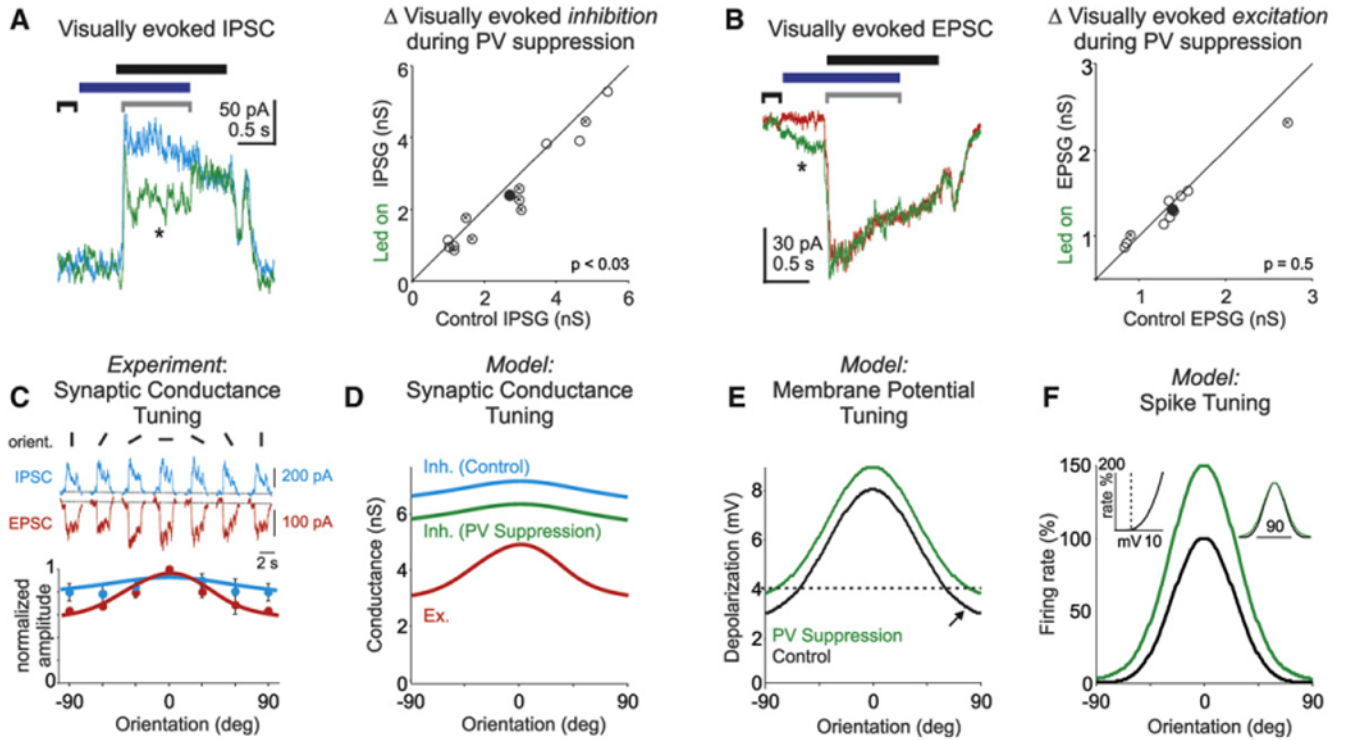 A
Visually evoked IPSC
50 pA
0.5 s
*
Δ Visually evoked inhibition
during PV suppression
6
4
2
0
0 2 4 6
Led on IPSG (nS)
p < 0.03
Control IPSG (nS)
B
Visually evoked EPSC
*
30 pA
0.5 s
Δ Visually evoked excitation
during PV suppression
3
2
1
1 2 3
Led on EPSG (nS)
p = 0.5
Control EPSG (nS)
C
Experiment:
Synaptic Conductance
Tuning
orient.
IPSC
200 pA
EPSC
100 pA
2 s
1
0
normalized
amplitude
-90 0 90
Orientation (deg)
D
Model:
Synaptic Conductance
Tuning
Inh. (Control)
Inh. (PV Suppression)
Ex.
6
4
2
0
Conductance (nS)
-90 0 90
Orientation (deg)
E
Model:
Membrane Potential
Tuning
8
6
4
2
0
Depolarization (mV)
PV Suppression
Control
-90 0 90
Orientation (deg)
F
Model:
Spike Tuning
150
100
50
0
Firing rate (%)
200
rate %
mV 10
90
-90 0 90
Orientation (deg)